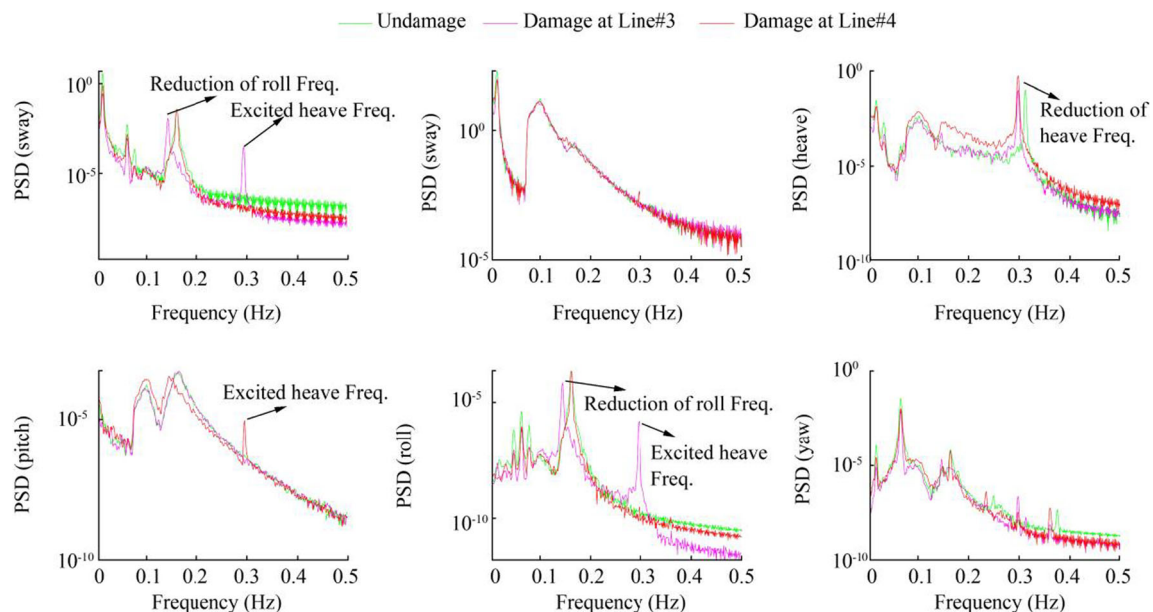 Undamage Damage at Line#3 Damage at Line#4
PSD (sway)
10^0
10^-5
Reduction of roll Freq.
Excited heave Freq.
0 0.1 0.2 0.3 0.4 0.5
Frequency (Hz)
PSD (sway)
10^0
10^-5
0 0.1 0.2 0.3 0.4 0.5
Frequency (Hz)
PSD (heave)
10^0
10^-5
10^-10
Reduction of
heave Freq.
0 0.1 0.2 0.3 0.4 0.5
Frequency (Hz)
PSD (pitch)
10^-5
10^-10
Excited heave Freq.
0 0.1 0.2 0.3 0.4 0.5
Frequency (Hz)
PSD (roll)
10^-5
10^-10
Reduction of roll Freq.
Excited heave
Freq.
0 0.1 0.2 0.3 0.4 0.5
Frequency (Hz)
PSD (yaw)
10^0
10^-5
10^-10
0 0.1 0.2 0.3 0.4 0.5
Frequency (Hz)